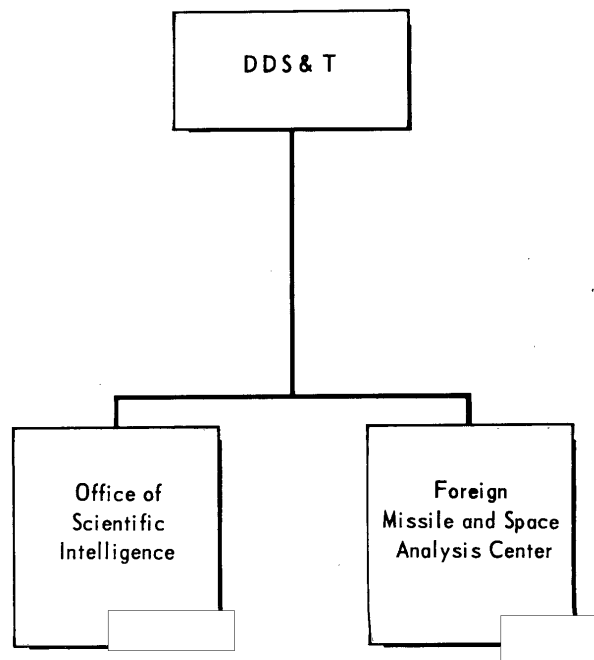 DDS & T
Office of
Scientific
Intelligence
Foreign
Missile and Space
Analysis Center